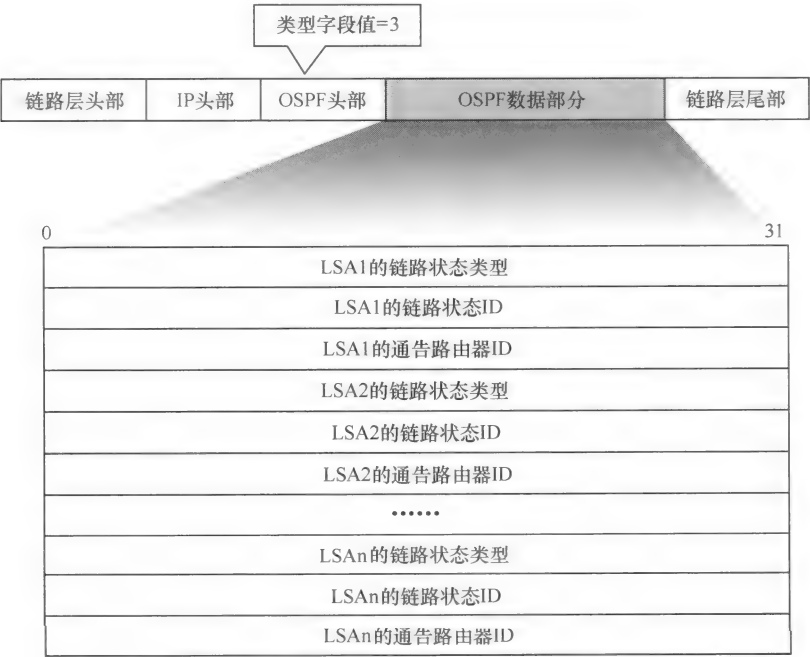 类型字段值=3
链路层头部 IP头部 OSPF头部 OSPF数据部分 链路层尾部
0 31
LSA1的链路状态类型
LSA1的链路状态ID
LSA1的通告路由器ID
LSA2的链路状态类型
LSA2的链路状态ID
LSA2的通告路由器ID
••••••
LSAn的链路状态类型
LSAn的链路状态ID
LSAn的通告路由器ID